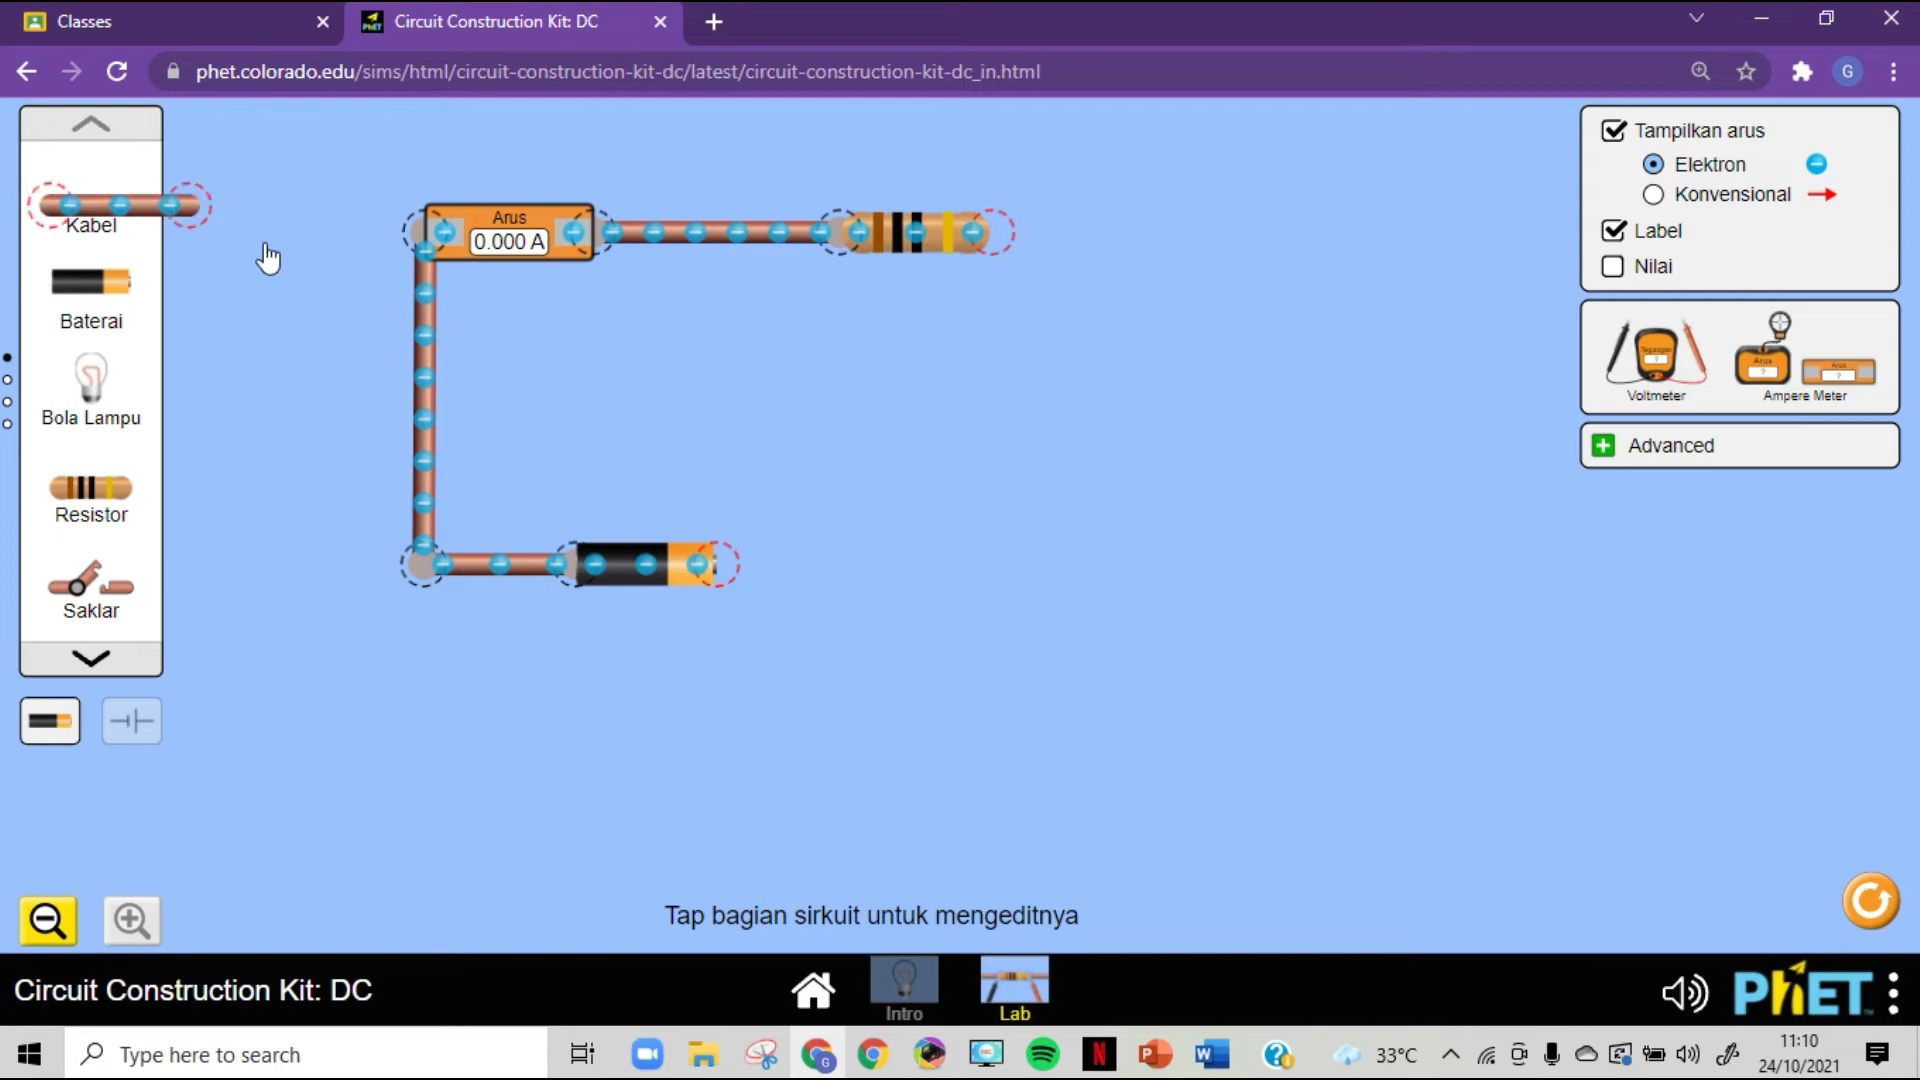 Classes
Circuit Construction Kit: DC
phet.colorado.edu/sims/html/circuit-construction-kit-dc/latest/circuit-construction-kit-dc_in.html
G
Kabel
Baterai
Bola Lampu
Resistor
Saklar
Arus
0.000 A
Tampilkan arus
Elektron
Konvensional
Label
Nilai
Tegangan
?
Arus
?
Arus
?
Voltmeter
Ampere Meter
Advanced
Tap bagian sirkuit untuk mengeditnya
Circuit Construction Kit: DC
Intro
Lab
PhET
Type here to search
33°C
11:10
24/10/2021